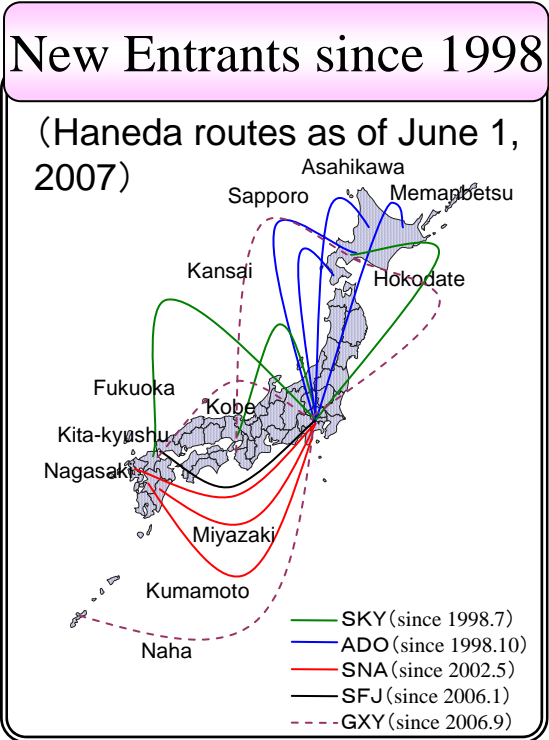 New Entrants since 1998
（Haneda routes as of June 1,
2007）
Asahikawa
Sapporo
Memanbetsu
Kansai
Hokodate
Fukuoka
Kobe
Kita-kyushu
Nagasaki
Miyazaki
Kumamoto
Naha
SKY（since 1998.7）
ADO（since 1998.10）
SNA（since 2002.5）
SFJ（since 2006.1）
GXY（since 2006.9）